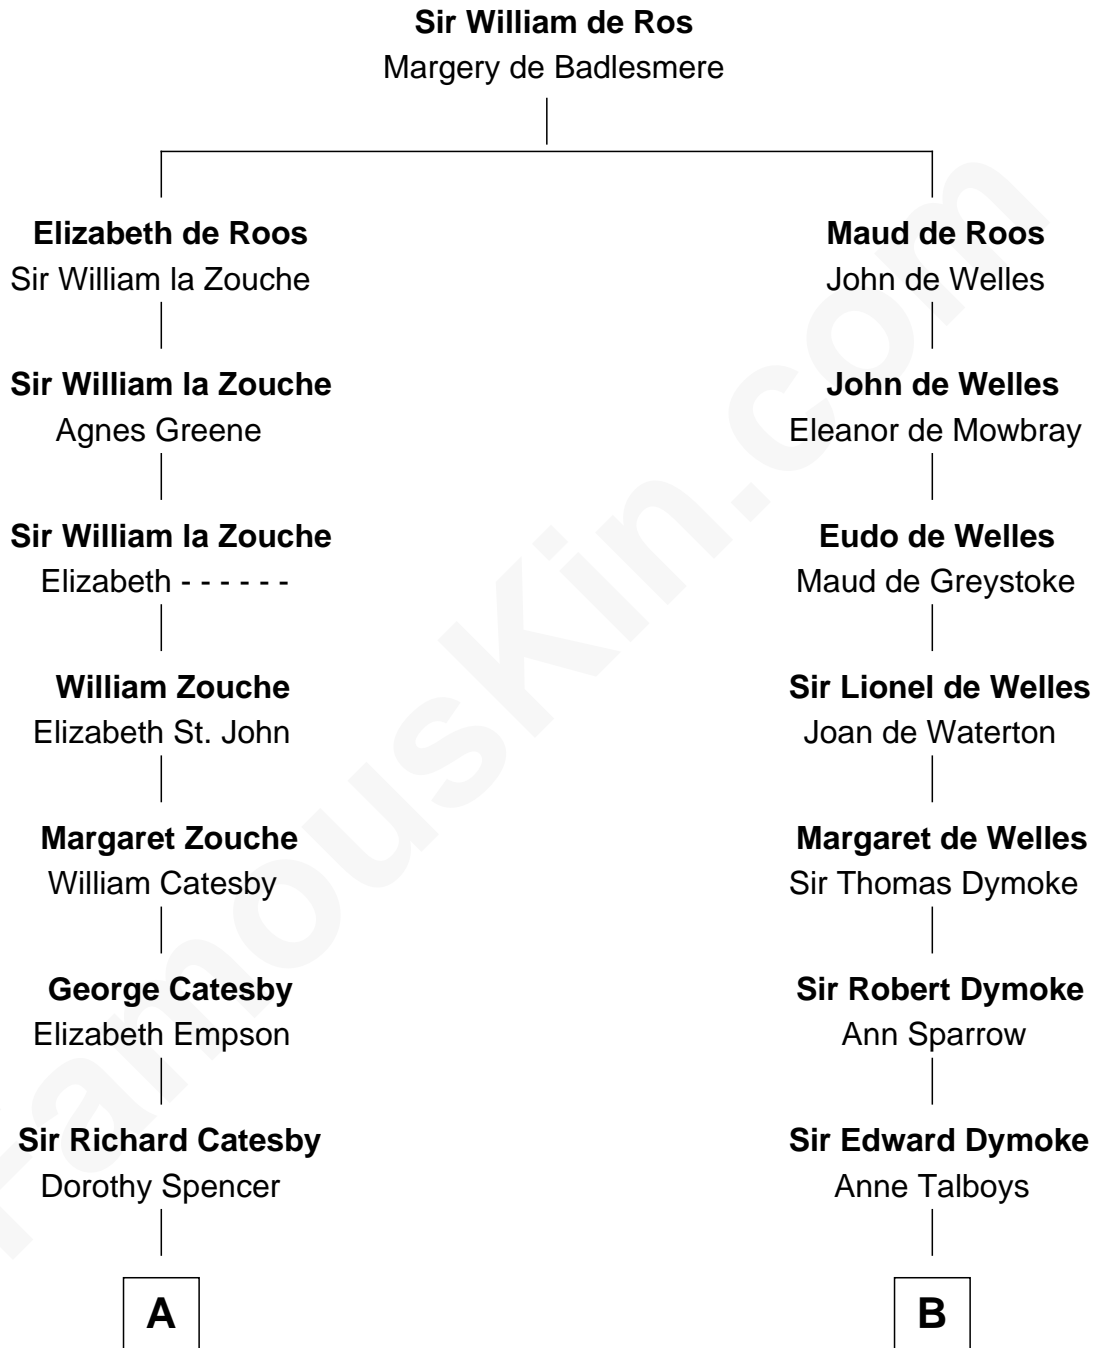 Sir William de Ros
Margery de Badlesmere
Elizabeth de Roos
Sir William la Zouche
Maud de Roos
John de Welles
Sir William la Zouche
Agnes Greene
John de Welles
Eleanor de Mowbray
Sir William la Zouche
Elizabeth - - - - - -
Eudo de Welles
Maud de Greystoke
William Zouche
Elizabeth St. John
Sir Lionel de Welles
Joan de Waterton
Margaret Zouche
William Catesby
Margaret de Welles
Sir Thomas Dymoke
George Catesby
Elizabeth Empson
Sir Robert Dymoke
Ann Sparrow
Sir Richard Catesby
Dorothy Spencer
Sir Edward Dymoke
Anne Talboys
A
B
FamousKin.com